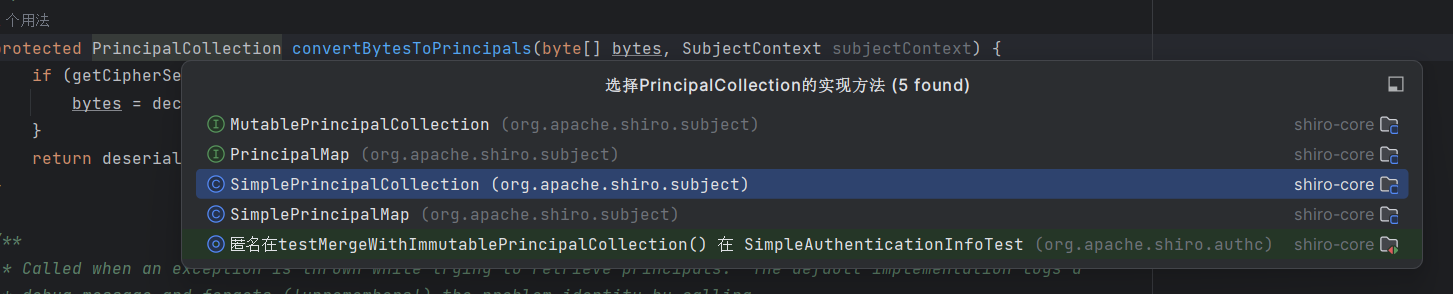 个用法
protected PrincipalCollection convertBytesToPrincipals(byte[] bytes, SubjectContext subjectContext) {
if (getCipherSe
bytes = dec
}
return deserial
选择PrincipalCollection的实现方法 (5 found)
MutablePrincipalCollection (org.apache.shiro.subject) shiro-core
PrincipalMap (org.apache.shiro.subject) shiro-core
SimplePrincipalCollection (org.apache.shiro.subject) shiro-core
SimplePrincipalMap (org.apache.shiro.subject) shiro-core
匿名在testMergeWithImmutablePrincipalCollection() 在 SimpleAuthenticationInfoTest (org.apache.shiro.authc) shiro-core
/**
* Called when an exception is thrown while trying to retrieve principals. The default implementation logs a
debug message and forgets ('unremembers') the problem identity by calling